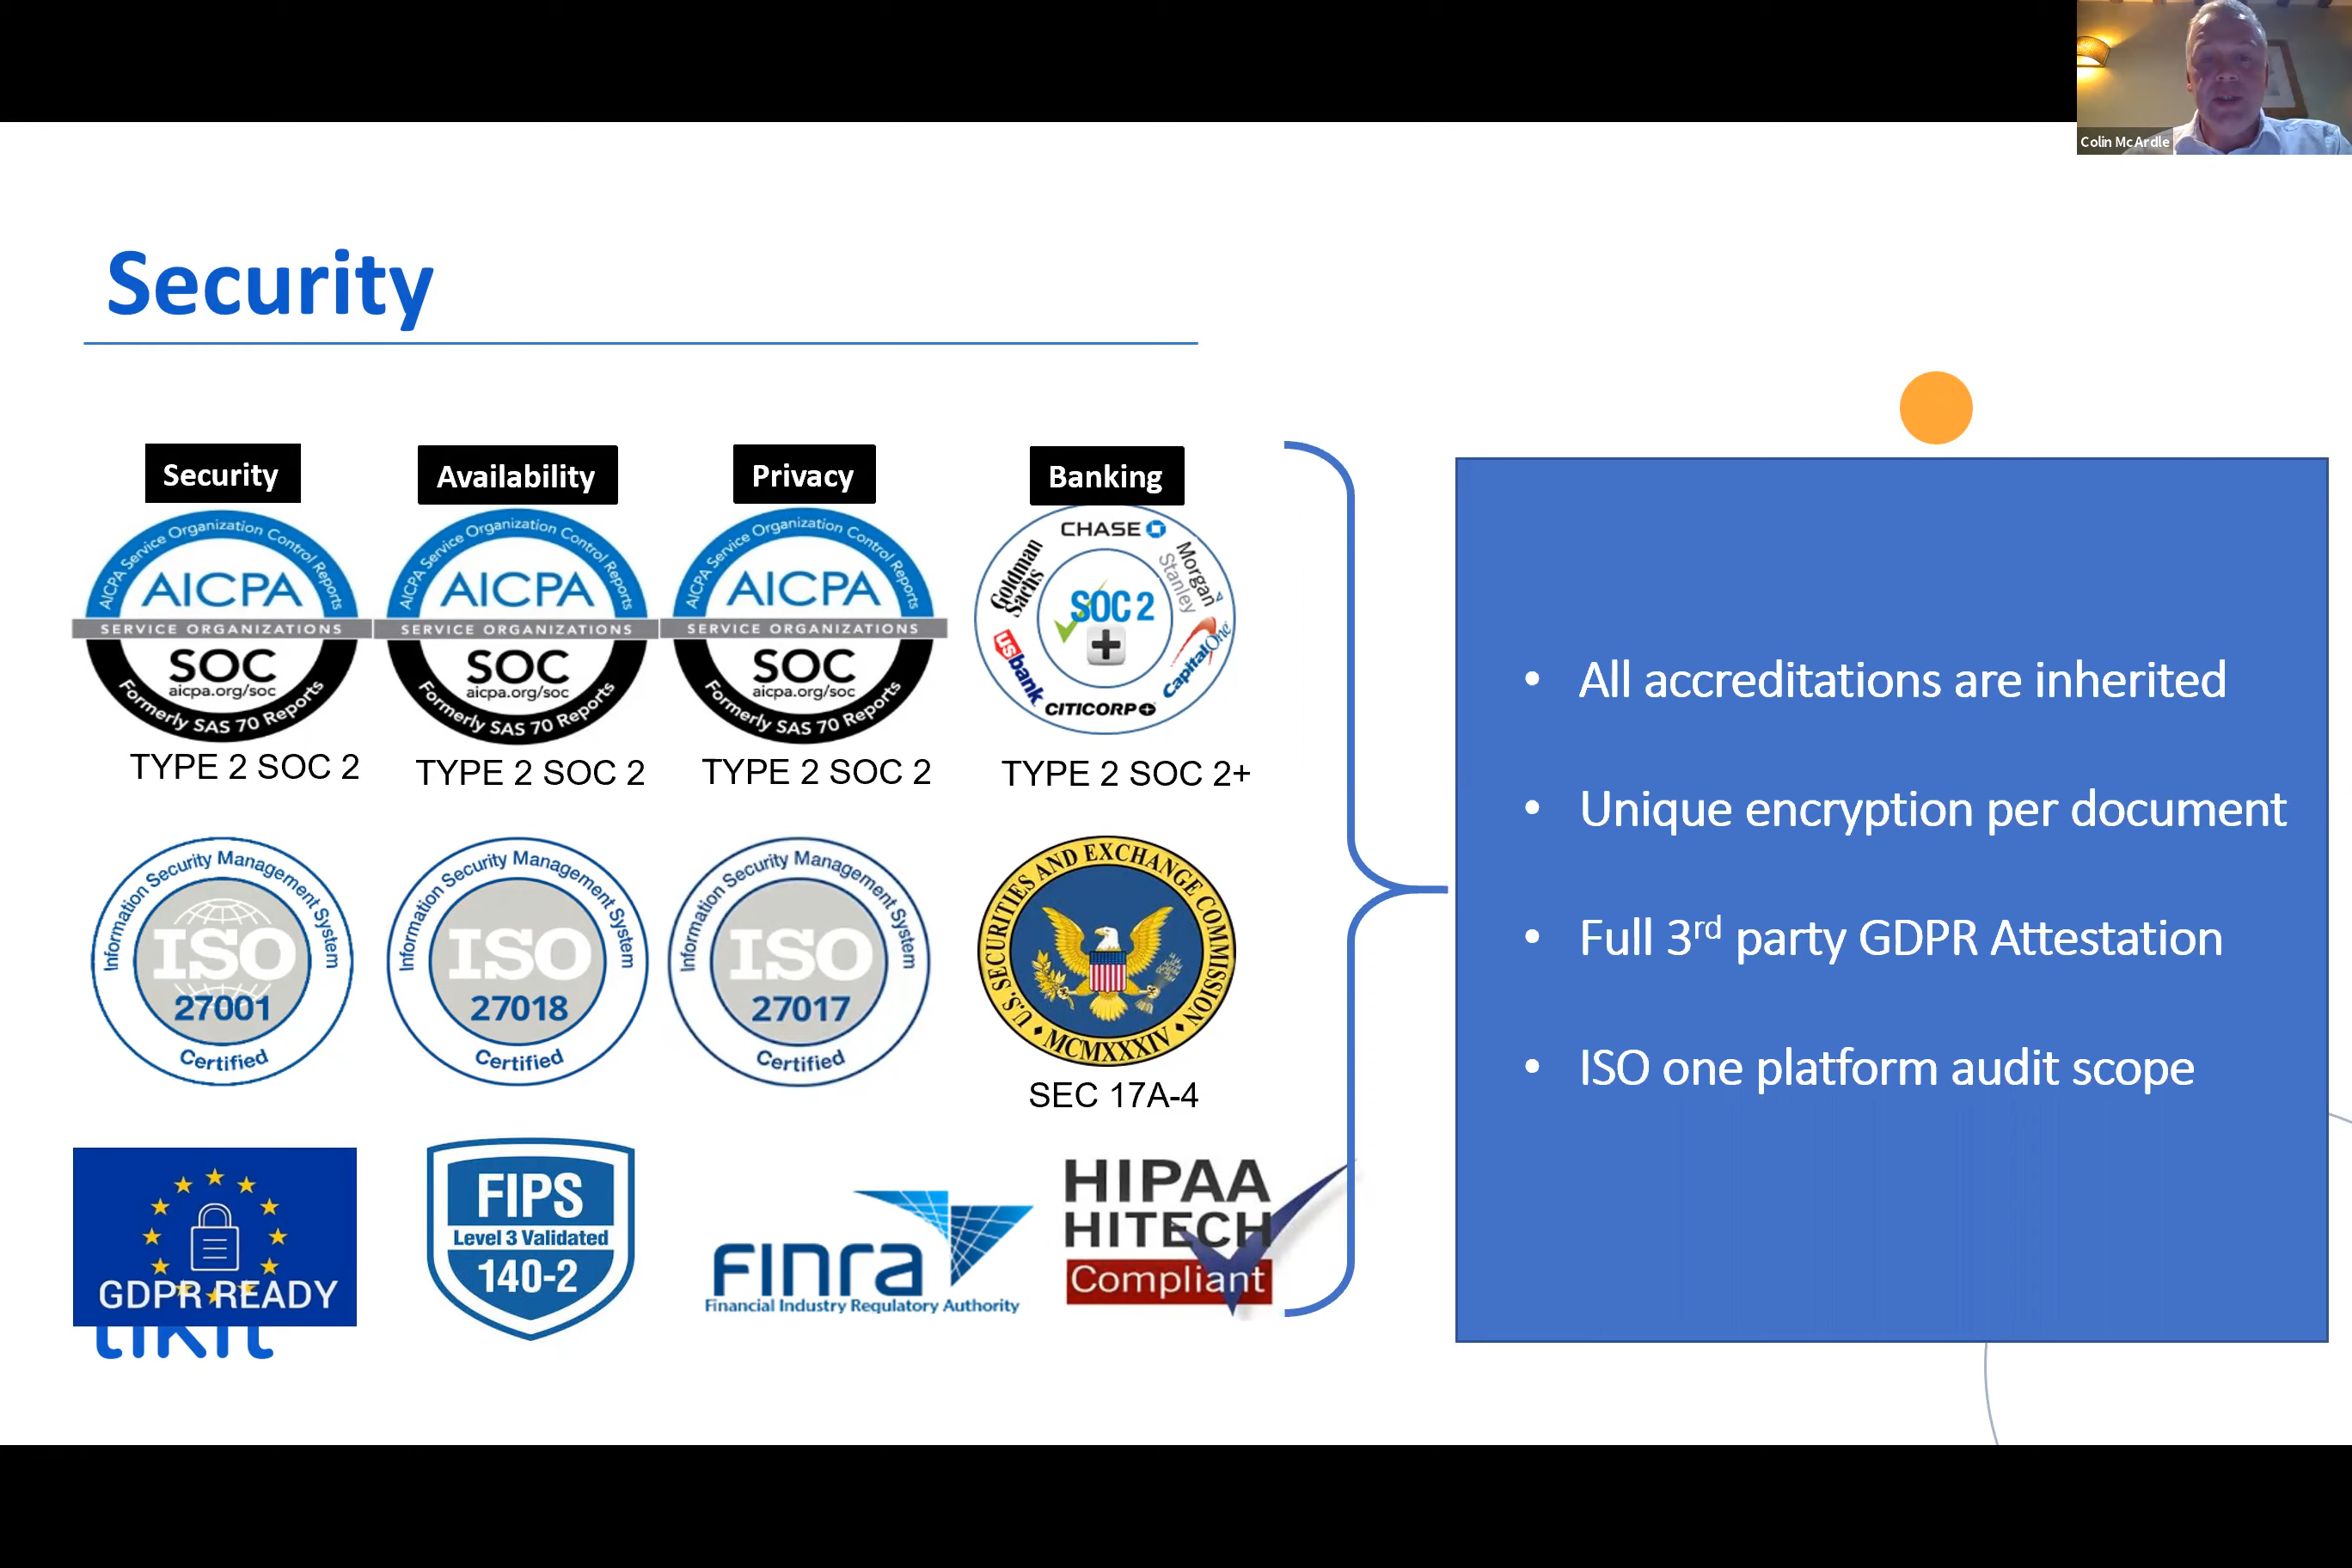 Colin McArdle
Security
Security
Availability
Privacy
Banking
AICPA Service Organization Control Reports
AICPA
SERVICE ORGANIZATIONS
SOC
aicpa.org/soc
Formerly SAS 70 Reports
TYPE 2 SOC 2
AICPA Service Organization Control Reports
AICPA
SERVICE ORGANIZATIONS
SOC
aicpa.org/soc
Formerly SAS 70 Reports
TYPE 2 SOC 2
AICPA Service Organization Control Reports
AICPA
SERVICE ORGANIZATIONS
SOC
aicpa.org/soc
Formerly SAS 70 Reports
TYPE 2 SOC 2
CHASE
Goldman
Sachs
Morgan
Stanley
SOC 2
+
usbank
Capital One
CITICORP
TYPE 2 SOC 2+
Information Security Management System
ISO
27001
Certified
Information Security Management System
ISO
27018
Certified
Information Security Management System
ISO
27017
Certified
U.S. SECURITIES AND EXCHANGE COMMISSION
MCMXXXIV
SEC 17A-4
GDPR READY
tikit
FIPS
Level 3 Validated
140-2
finra
Financial Industry Regulatory Authority
HIPAA
HITECH
Compliant
• All accreditations are inherited
• Unique encryption per document
• Full 3rd party GDPR Attestation
• ISO one platform audit scope